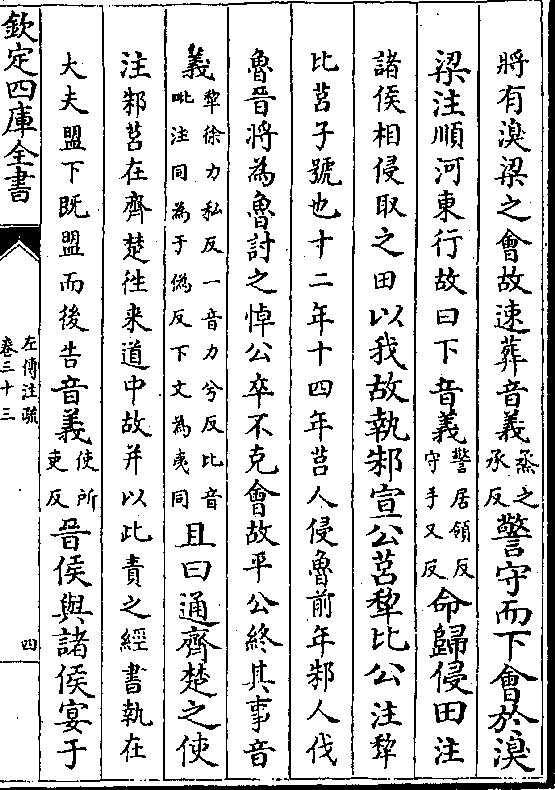 將有湨梁之會故速葬音義烝之承反警守而下會於湨
梁注順河東行故曰下音義警居領反守手又反命歸侵田注
諸侯相侵取之田以我故執邾宣公莒犂比公注犂
比莒子號也十二年十四年莒人侵魯前年邾人伐
魯晉將為魯討之悼公卒不克會故平公終其事音
義犂徐力私反一音力兮反比音毗注同為于偽反下文為夷同且曰通齊楚之使
注邾莒在齊楚徃來道中故并以此責之經書執在
大夫盟下既盟而後告音義使所吏反晉侯與諸侯宴于
欽定四庫全書
左傳注疏
卷三十三
四